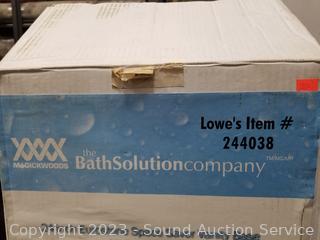 Lowe's Item #
244038
MAGICKWOODS
the
BathSolutioncompany
Copyright 2023 - Sound Auction Service